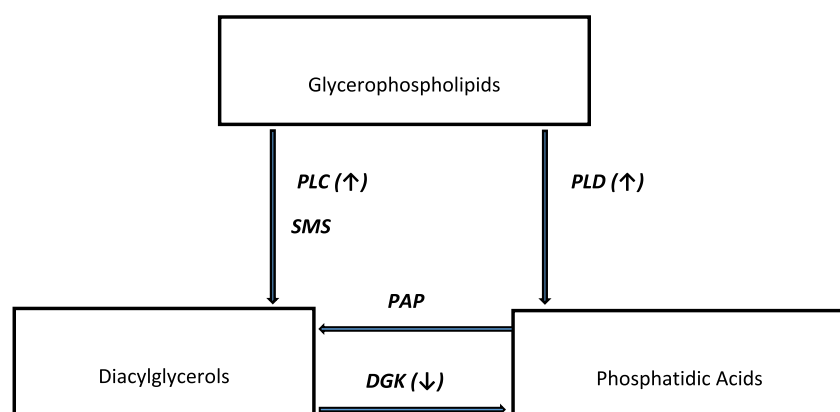 Glycerophospholipids
PLC (↑)
PLD (↑)
SMS
PAP
Diacylglycerols
DGK (↓)
Phosphatidic Acids